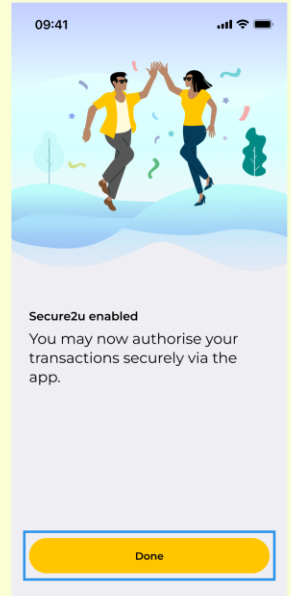 09:41
Secure2u enabled
You may now authorise your
transactions securely via the
app.
Done